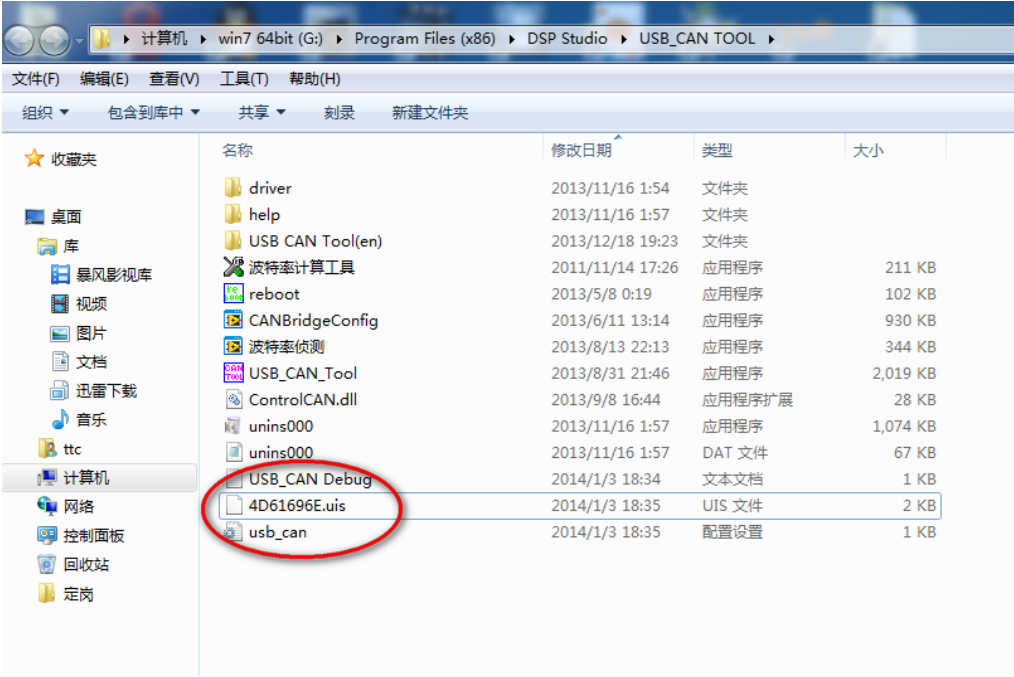 计算机 win7 64bit (G:) Program Files (x86) DSP Studio USB_CAN TOOL
文件(F) 编辑(E) 查看(V) 工具(T) 帮助(H)
组织 包含到库中 共享 刻录 新建文件夹
收藏夹
桌面
库
暴风影视库
视频
图片
文档
迅雷下载
音乐
ttc
计算机
网络
控制面板
回收站
定岗
名称 修改日期 类型 大小
driver 2013/11/16 1:54 文件夹
help 2013/11/16 1:57 文件夹
USB CAN Tool(en) 2013/12/18 19:23 文件夹
波特率计算工具 2011/11/14 17:26 应用程序 211 KB
reboot 2013/5/8 0:19 应用程序 102 KB
CANBridgeConfig 2013/6/11 13:14 应用程序 930 KB
波特率侦测 2013/8/13 22:13 应用程序 344 KB
USB_CAN_Tool 2013/8/31 21:46 应用程序 2,019 KB
ControlCAN.dll 2013/9/8 16:44 应用程序扩展 28 KB
unins000 2013/11/16 1:57 应用程序 1,074 KB
unins000 2013/11/16 1:57 DAT 文件 67 KB
USB_CAN Debug 2014/1/3 18:34 文本文档 1 KB
4D61696E.uis 2014/1/3 18:35 UIS 文件 2 KB
usb_can 2014/1/3 18:35 配置设置 1 KB